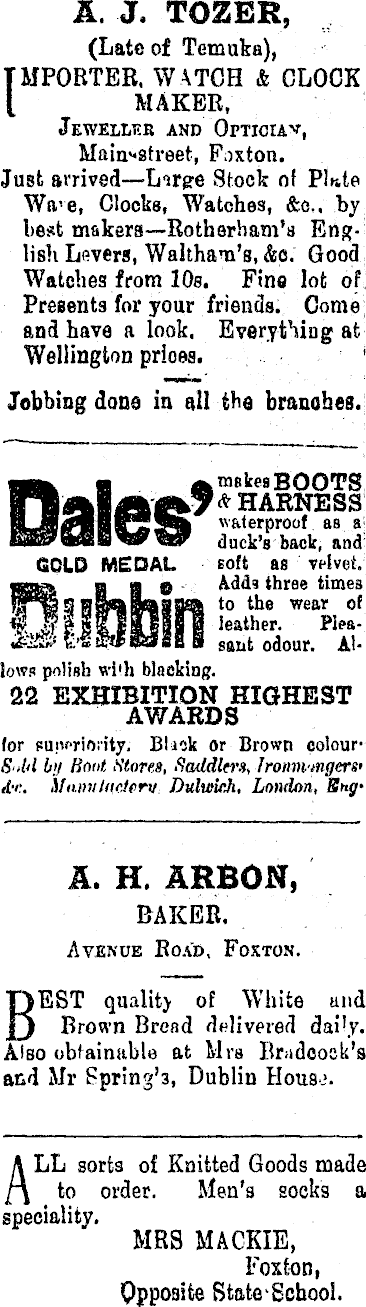 A. J. TOZER,
(Late of Temuka),
IMPORTER, WATCH & CLOCK
MAKER,
JEWELLER AND OPTICIAN,
Main-street, Foxton.
Just arrived—Large Stock of Plate
Ware, Clocks, Watches, &c., by
best makers—Rotherham's Eng-
lish Levers, Waltham's, &c. Good
Watches from 10s. Fine lot of
Presents for your friends. Come
and have a look. Everything at
Wellington prices.
Jobbing done in all the branches.
Dales'
GOLD MEDAL
Dubbin
makes BOOTS
& HARNESS
waterproof as a
duck's back, and
soft as velvet.
Adds three times
to the wear of
leather. Plea-
sant odour. Al-
lows polish with blacking.
22 EXHIBITION HIGHEST
AWARDS
for superiority. Black or Brown colour.
Sold by Boot Stores, Saddlers, Ironmongers,
&c. Manufactory Dulwich, London, Eng.
A. H. ARBON,
BAKER.
AVENUE ROAD, FOXTON.
BEST quality of White and
Brown Bread delivered daily.
Also obtainable at Mrs Bradcock's
and Mr Spring's, Dublin House.
ALL sorts of Knitted Goods made
to order. Men's socks a
speciality.
MRS MACKIE,
Foxton,
Opposite State School.